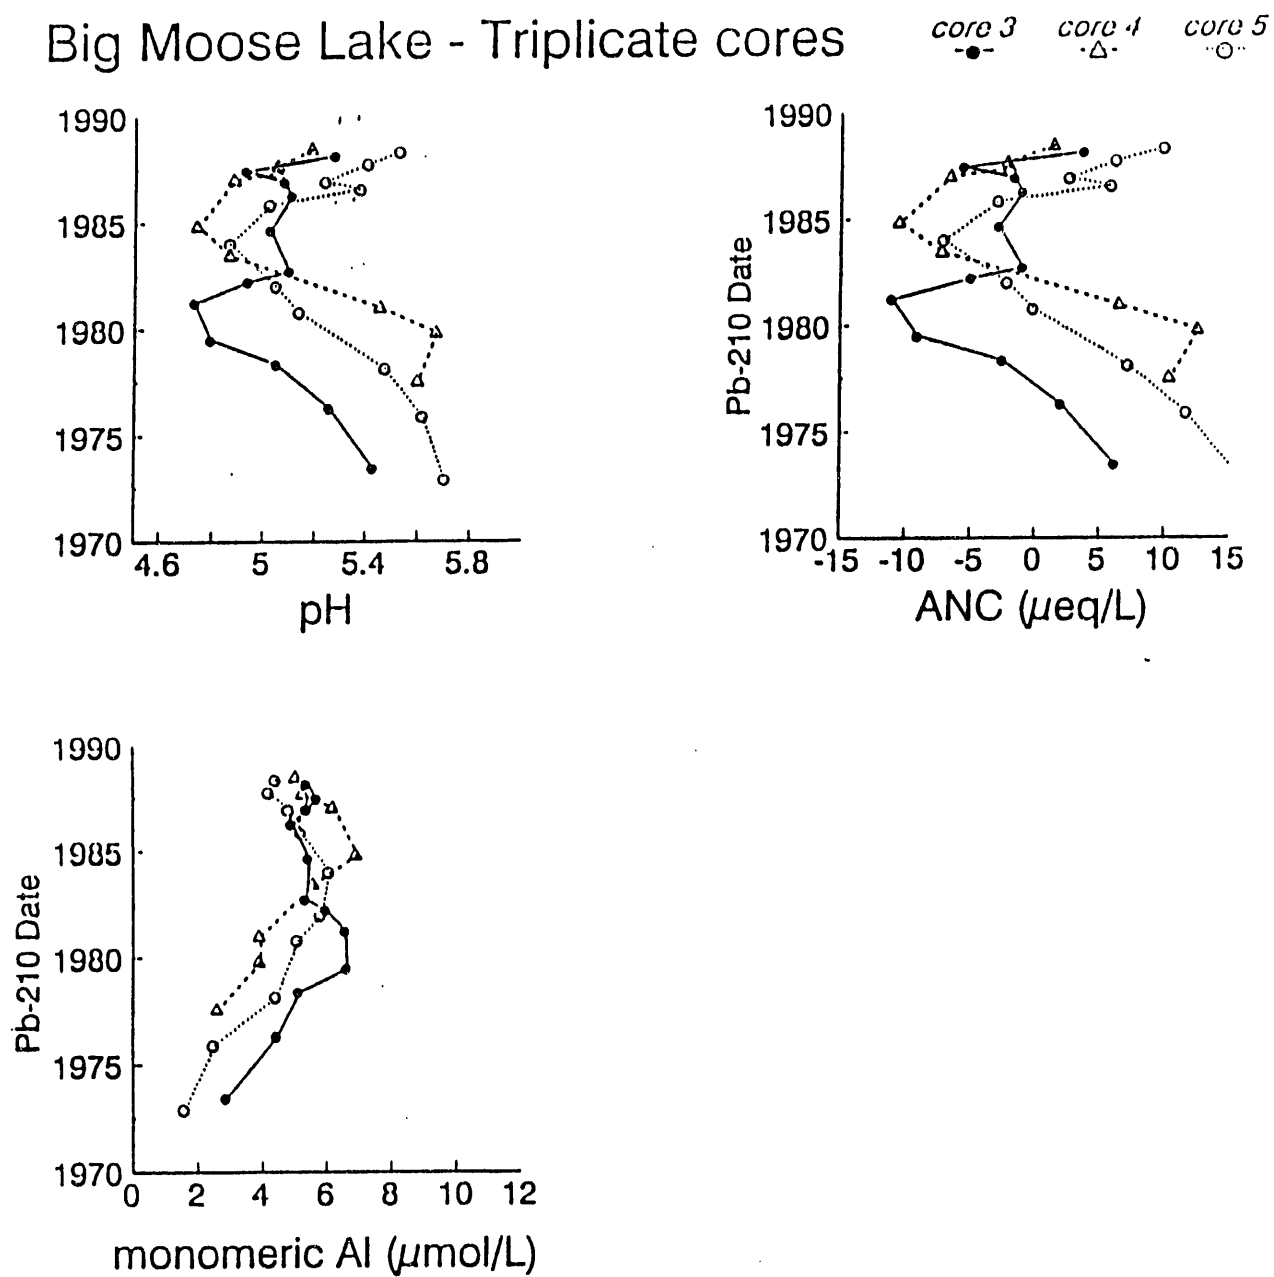 Big Moose Lake - Triplicate cores
core 3 core 4 core 5
1990
1985
1980
1975
1970
4.6 5 5.4 5.8
pH
Pb-210 Date
1990
1985
1980
1975
1970
-15 -10 -5 0 5 10 15
ANC (µeq/L)
Pb-210 Date
1990
1985
1980
1975
1970
0 2 4 6 8 10 12
monomeric Al (µmol/L)